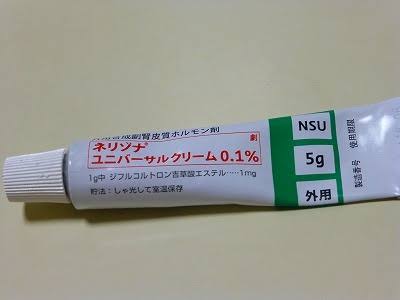 外用合成副腎皮質ホルモン剤
劇
ネリゾナ®
ユニバーサルクリーム0.1%
1g中 ジフルコルトロン吉草酸エステル‥‥1mg
貯法：しゃ光して室温保存
NSU
5g
外用
使用期限
製造番号